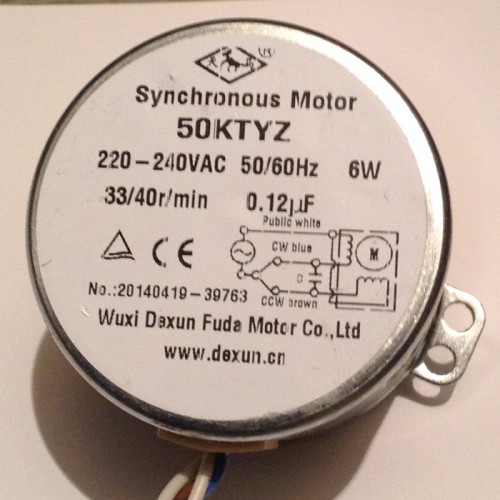 Synchronous Motor
50KTYZ
220-240VAC 50/60Hz 6W
33/40r/min 0.12µF
Public white
CW blue
M
C
CCW brown
CE
No.:20140419-39763
Wuxi Dexun Fuda Motor Co.,Ltd
www.dexun.cn